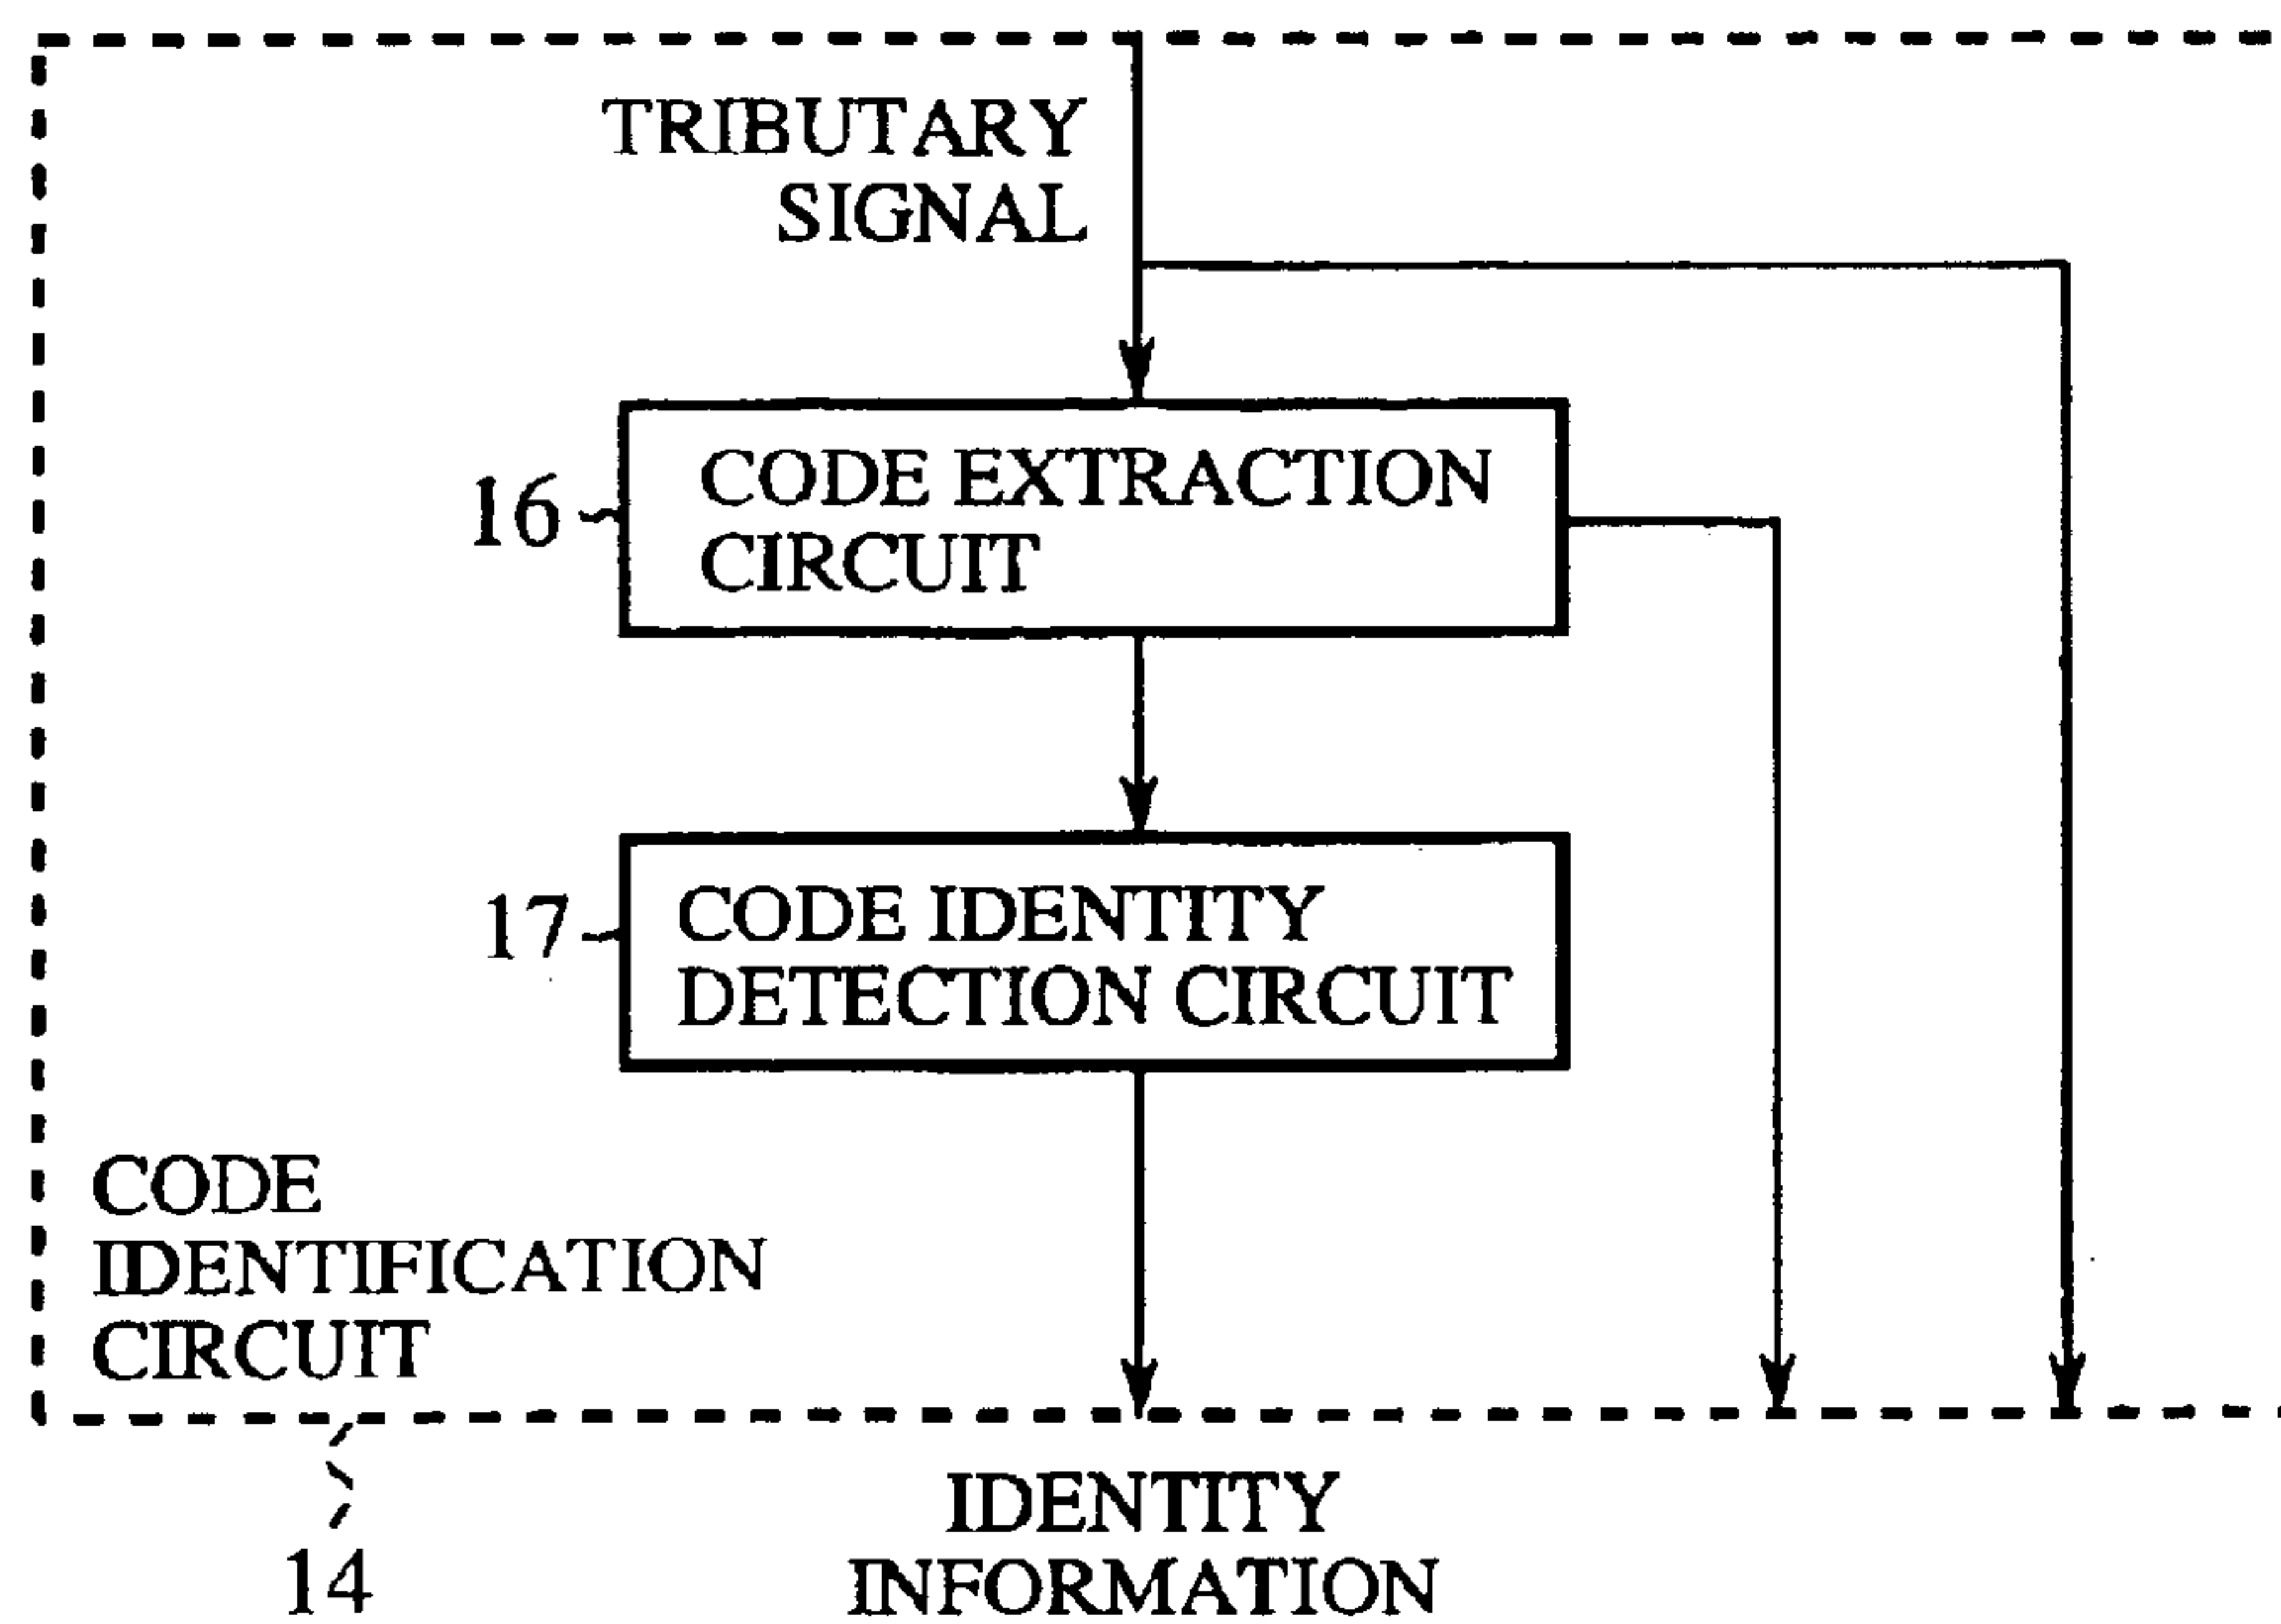 TRIBUTARY
SIGNAL
16
CODE EXTRACTION
CIRCUIT
17
CODE IDENTITY
DETECTION CIRCUIT
CODE
IDENTIFICATION
CIRCUIT
14
IDENTITY
INFORMATION